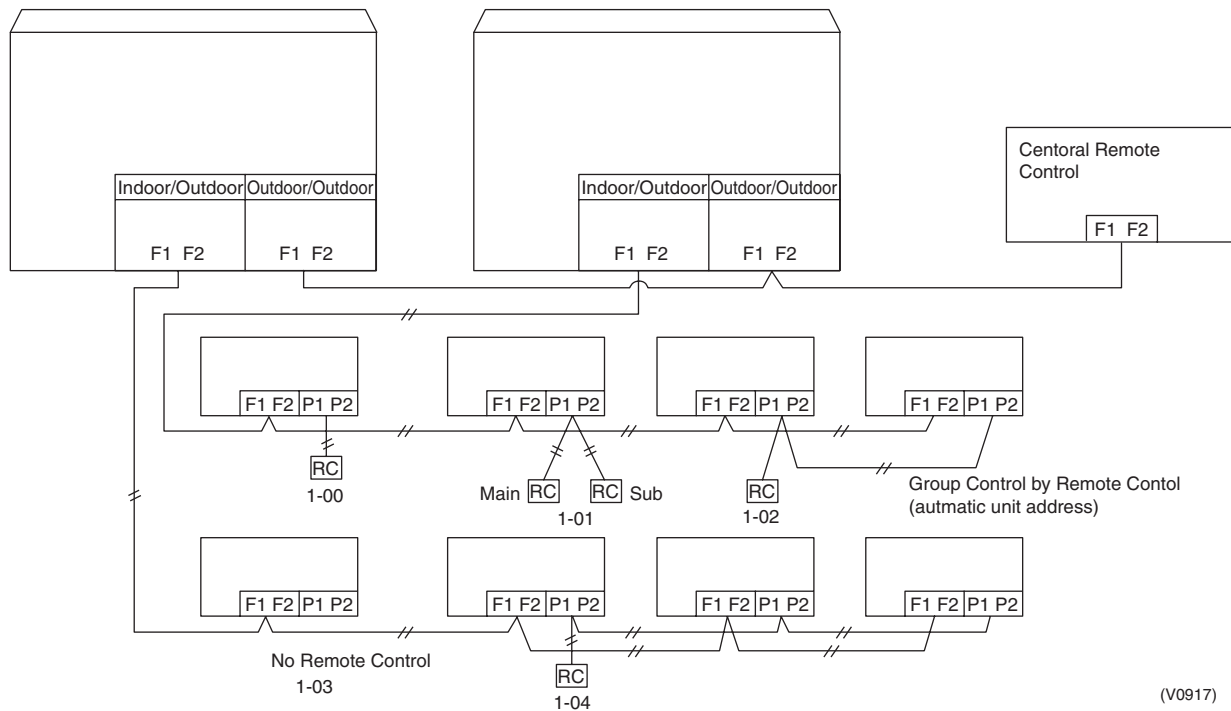 Indoor/Outdoor Outdoor/Outdoor
F1 F2 F1 F2
Indoor/Outdoor Outdoor/Outdoor
F1 F2 F1 F2
Centoral Remote
Control
F1 F2
F1 F2 P1 P2
F1 F2 P1 P2
F1 F2 P1 P2
F1 F2 P1 P2
RC
1-00
Main RC RC Sub
1-01
RC
1-02
Group Control by Remote Contol
(autmatic unit address)
F1 F2 P1 P2
F1 F2 P1 P2
F1 F2 P1 P2
F1 F2 P1 P2
No Remote Control
1-03
RC
1-04
(V0917)